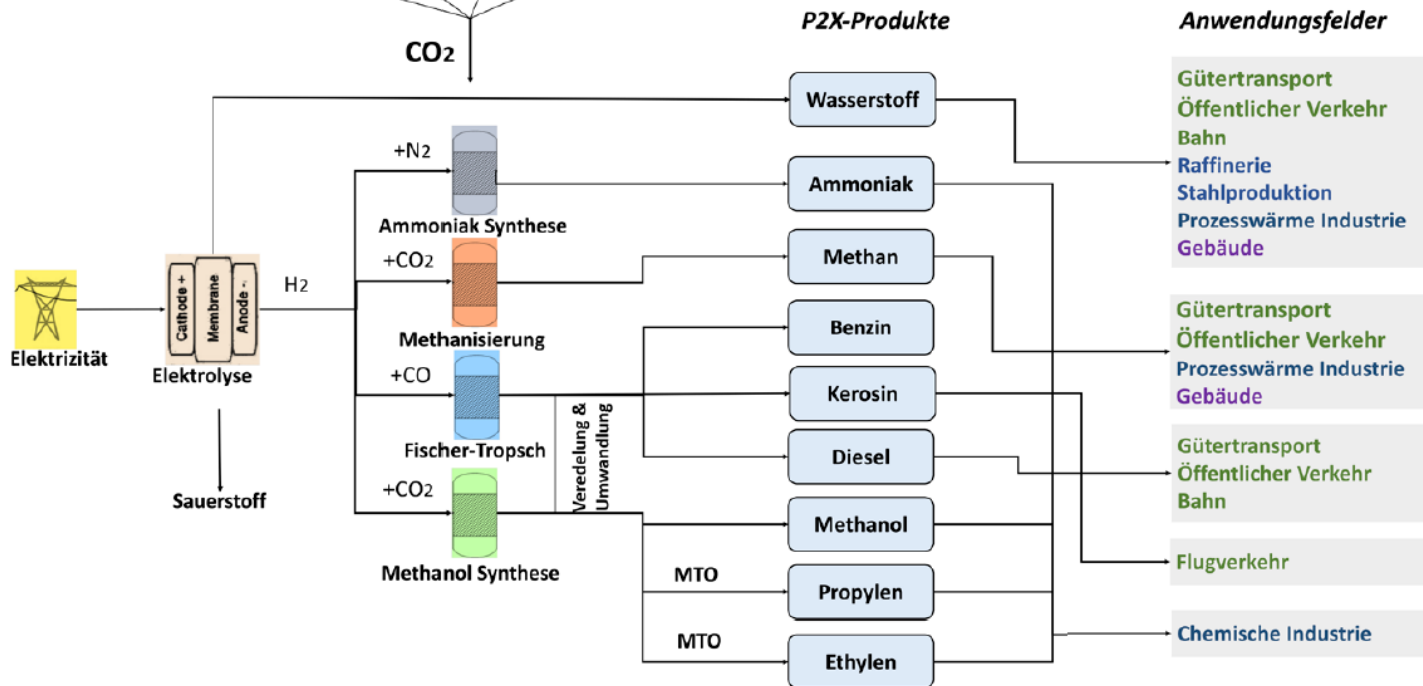 P2X-Produkte
Anwendungsfelder
CO2
Wasserstoff
Gütertransport
Öffentlicher Verkehr
Bahn
Raffinerie
Stahlproduktion
Prozesswärme Industrie
Gebäude
+N2
Ammoniak Synthese
Ammoniak
+CO2
Methanisierung
Methan
Gütertransport
Öffentlicher Verkehr
Prozesswärme Industrie
Gebäude
Elektrizität
Cathode +
Membrane
Anode -
Elektrolyse
H2
Sauerstoff
Benzin
+CO
Fischer-Tropsch
Veredelung &
Umwandlung
Kerosin
Diesel
Gütertransport
Öffentlicher Verkehr
Bahn
+CO2
Methanol Synthese
Methanol
Flugverkehr
MTO
Propylen
MTO
Ethylen
Chemische Industrie